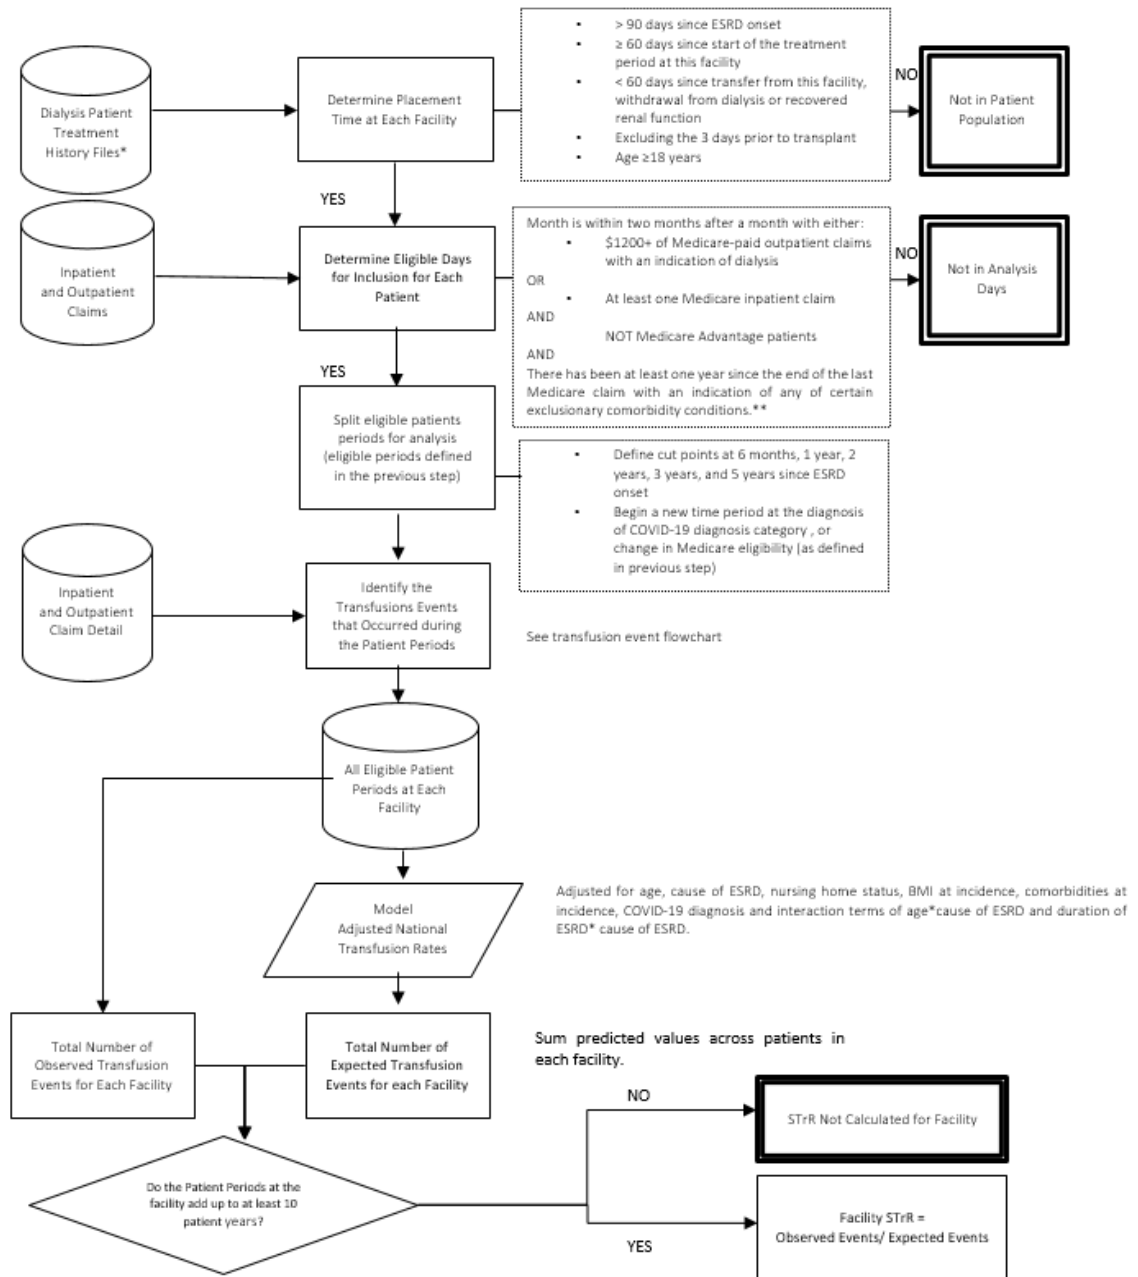 ▪ > 90 days since ESRD onset
▪ ≥ 60 days since start of the treatment
period at this facility
▪ < 60 days since transfer from this facility,
withdrawal from dialysis or recovered
renal function
▪ Excluding the 3 days prior to transplant
▪ Age ≥18 years
Dialysis Patient
Treatment
History Files*
Determine Placement
Time at Each Facility
NO
Not in Patient
Population
YES
Inpatient
and Outpatient
Claims
Determine Eligible Days
for Inclusion for Each
Patient
Month is within two months after a month with either:
▪ $1200+ of Medicare-paid outpatient claims
with an indication of dialysis
OR
▪ At least one Medicare inpatient claim
AND
NOT Medicare Advantage patients
AND
There has been at least one year since the end of the last
Medicare claim with an indication of any of certain
exclusionary comorbidity conditions.**
NO
Not in Analysis
Days
YES
Split eligible patients
periods for analysis
(eligible periods defined
in the previous step)
▪ Define cut points at 6 months, 1 year, 2
years, 3 years, and 5 years since ESRD
onset
▪ Begin a new time period at the diagnosis
of COVID-19 diagnosis category , or
change in Medicare eligibility (as defined
in previous step)
Inpatient
and Outpatient
Claim Detail
Identify the
Transfusions Events
that Occurred during
the Patient Periods
See transfusion event flowchart
All Eligible Patient
Periods at Each
Facility
Model
Adjusted National
Transfusion Rates
Adjusted for age, cause of ESRD, nursing home status, BMI at incidence, comorbidities at
incidence, COVID-19 diagnosis and interaction terms of age*cause of ESRD and duration of
ESRD* cause of ESRD.
Total Number of
Observed Transfusion
Events for Each Facility
Total Number of
Expected Transfusion
Events for each Facility
Sum predicted values across patients in
each facility.
NO
STrR Not Calculated for Facility
Do the Patient Periods at the
facility add up to at least 10
patient years?
YES
Facility STrR =
Observed Events/ Expected Events